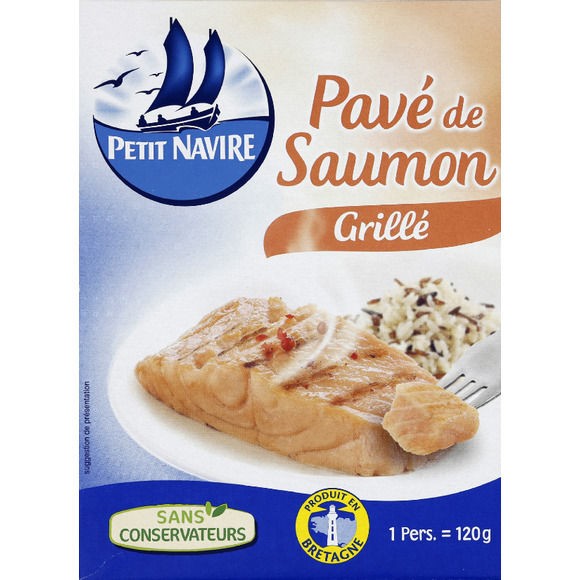 PETIT NAVIRE
Pavé de
Saumon
Grillé
suggestion de présentation
SANS
CONSERVATEURS
PRODUIT EN
BRETAGNE
1 Pers. = 120g